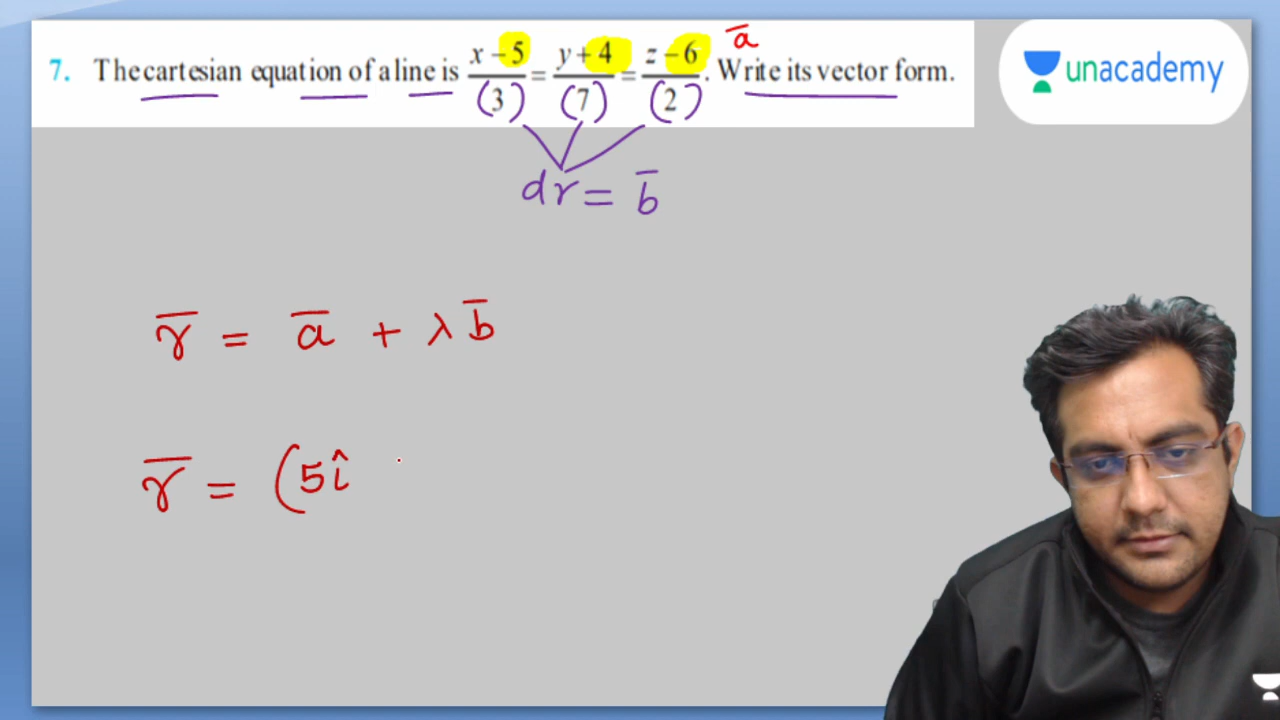 a̅
7. The cartesian equation of a line is (x − 5)/(3) = (y + 4)/(7) = (z − 6)/(2). Write its vector form.
unacademy
dr = b̅
r̅ = a̅ + λb̅
r̅ = (5î